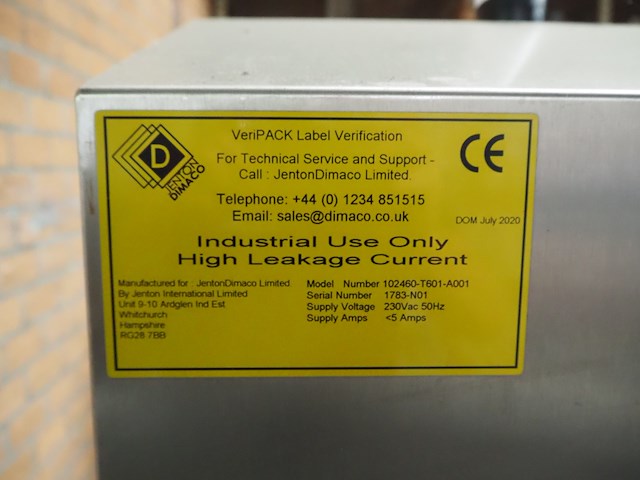 D
JENTON
DIMACO
VeriPACK Label Verification
CE
For Technical Service and Support -
Call : JentonDimaco Limited.
Telephone: +44 (0) 1234 851515
Email: sales@dimaco.co.uk
DOM July 2020
Industrial Use Only
High Leakage Current
Manufactured for : JentonDimaco Limited.
By Jenton International Limited
Unit 9-10 Ardglen Ind Est
Whitchurch
Hampshire
RG28 7BB
Model Number 102460-T601-A001
Serial Number 1783-N01
Supply Voltage 230Vac 50Hz
Supply Amps <5 Amps